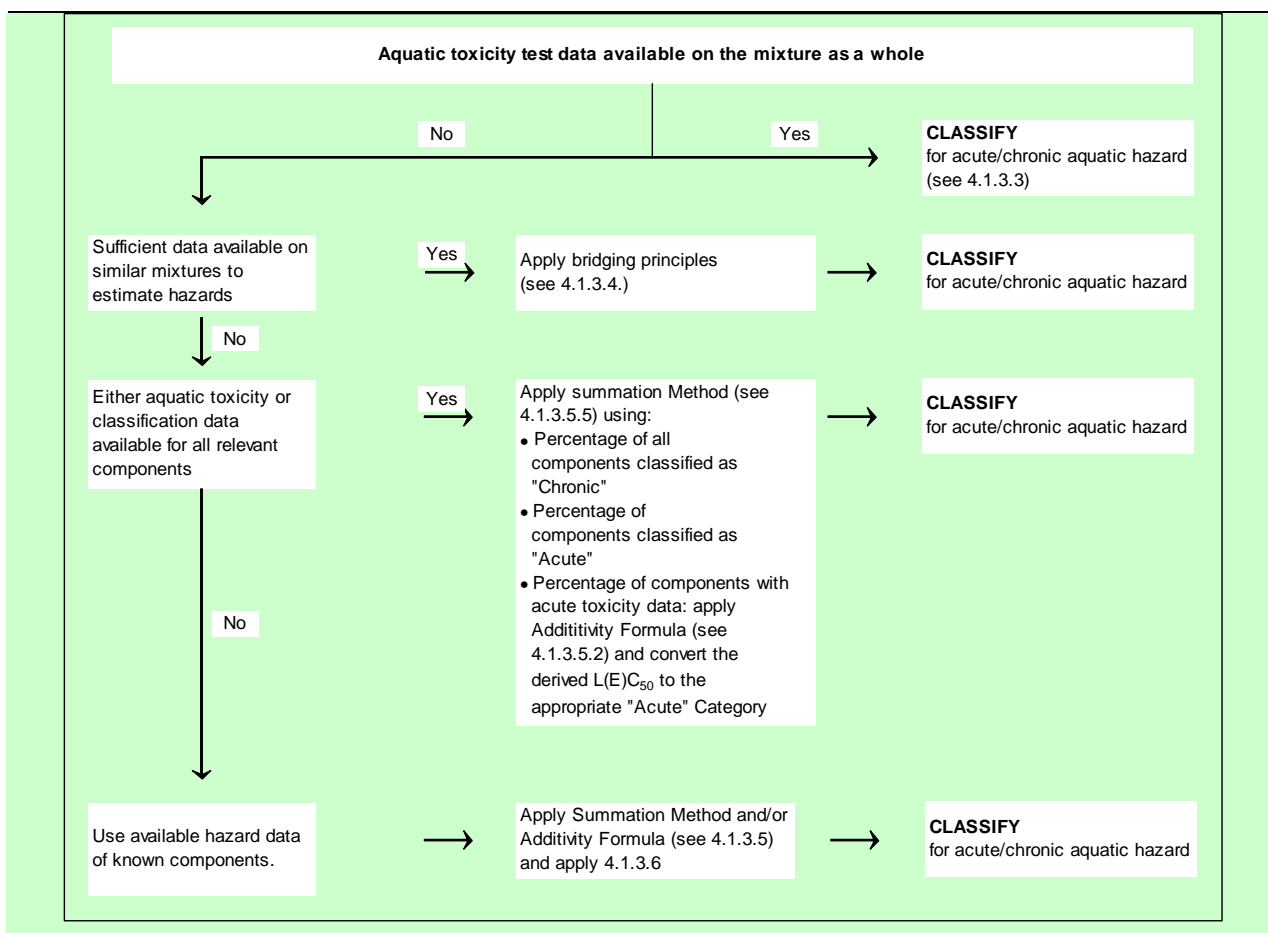 Aquatic toxicity test data available on the mixture as a whole
No
Yes
CLASSIFY
for acute/chronic aquatic hazard
(see 4.1.3.3)
Sufficient data available on
similar mixtures to
estimate hazards
Yes
Apply bridging principles
(see 4.1.3.4.)
CLASSIFY
for acute/chronic aquatic hazard
No
Either aquatic toxicity or
classification data
available for all relevant
components
Yes
Apply summation Method (see
4.1.3.5.5) using:
• Percentage of all
components classified as
"Chronic"
• Percentage of
components classified as
"Acute"
• Percentage of components with
acute toxicity data: apply
Addititivity Formula (see
4.1.3.5.2) and convert the
derived L(E)C50 to the
appropriate "Acute" Category
CLASSIFY
for acute/chronic aquatic hazard
No
Use available hazard data
of known components.
Apply Summation Method and/or
Additivity Formula (see 4.1.3.5)
and apply 4.1.3.6
CLASSIFY
for acute/chronic aquatic hazard